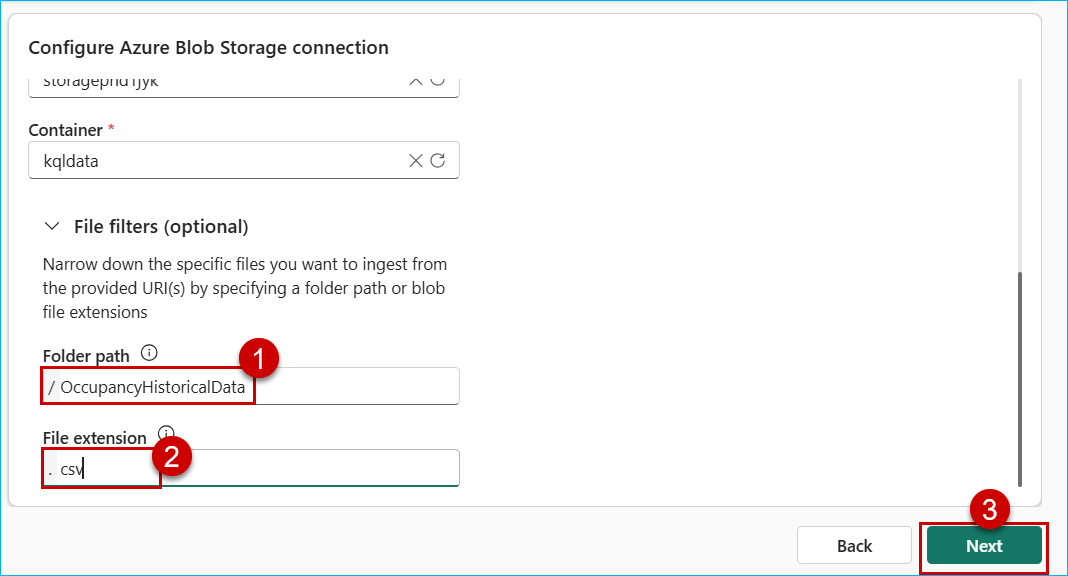 Configure Azure Blob Storage connection
Container *
kqldata
File filters (optional)
Narrow down the specific files you want to ingest from
the provided URI(s) by specifying a folder path or blob
file extensions
Folder path
1
/ OccupancyHistoricalData
File extension
2
. csv
3
Back
Next